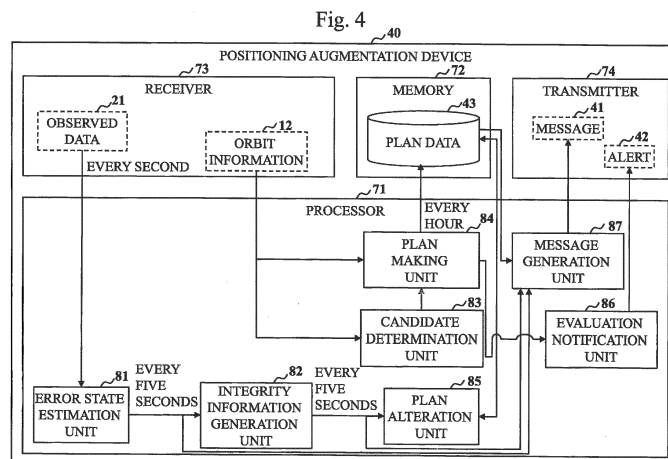 Fig. 4
40
POSITIONING AUGMENTATION DEVICE
73
RECEIVER
21
OBSERVED
DATA
12
ORBIT
INFORMATION
EVERY SECOND
72
MEMORY
43
PLAN DATA
74
TRANSMITTER
41
MESSAGE
42
ALERT
71
PROCESSOR
EVERY
HOUR
84
PLAN
MAKING
UNIT
87
MESSAGE
GENERATION
UNIT
83
CANDIDATE
DETERMINATION
UNIT
86
EVALUATION
NOTIFICATION
UNIT
81
ERROR STATE
ESTIMATION
UNIT
EVERY
FIVE
SECONDS
82
INTEGRITY
INFORMATION
GENERATION
UNIT
EVERY
FIVE
SECONDS
85
PLAN
ALTERATION
UNIT